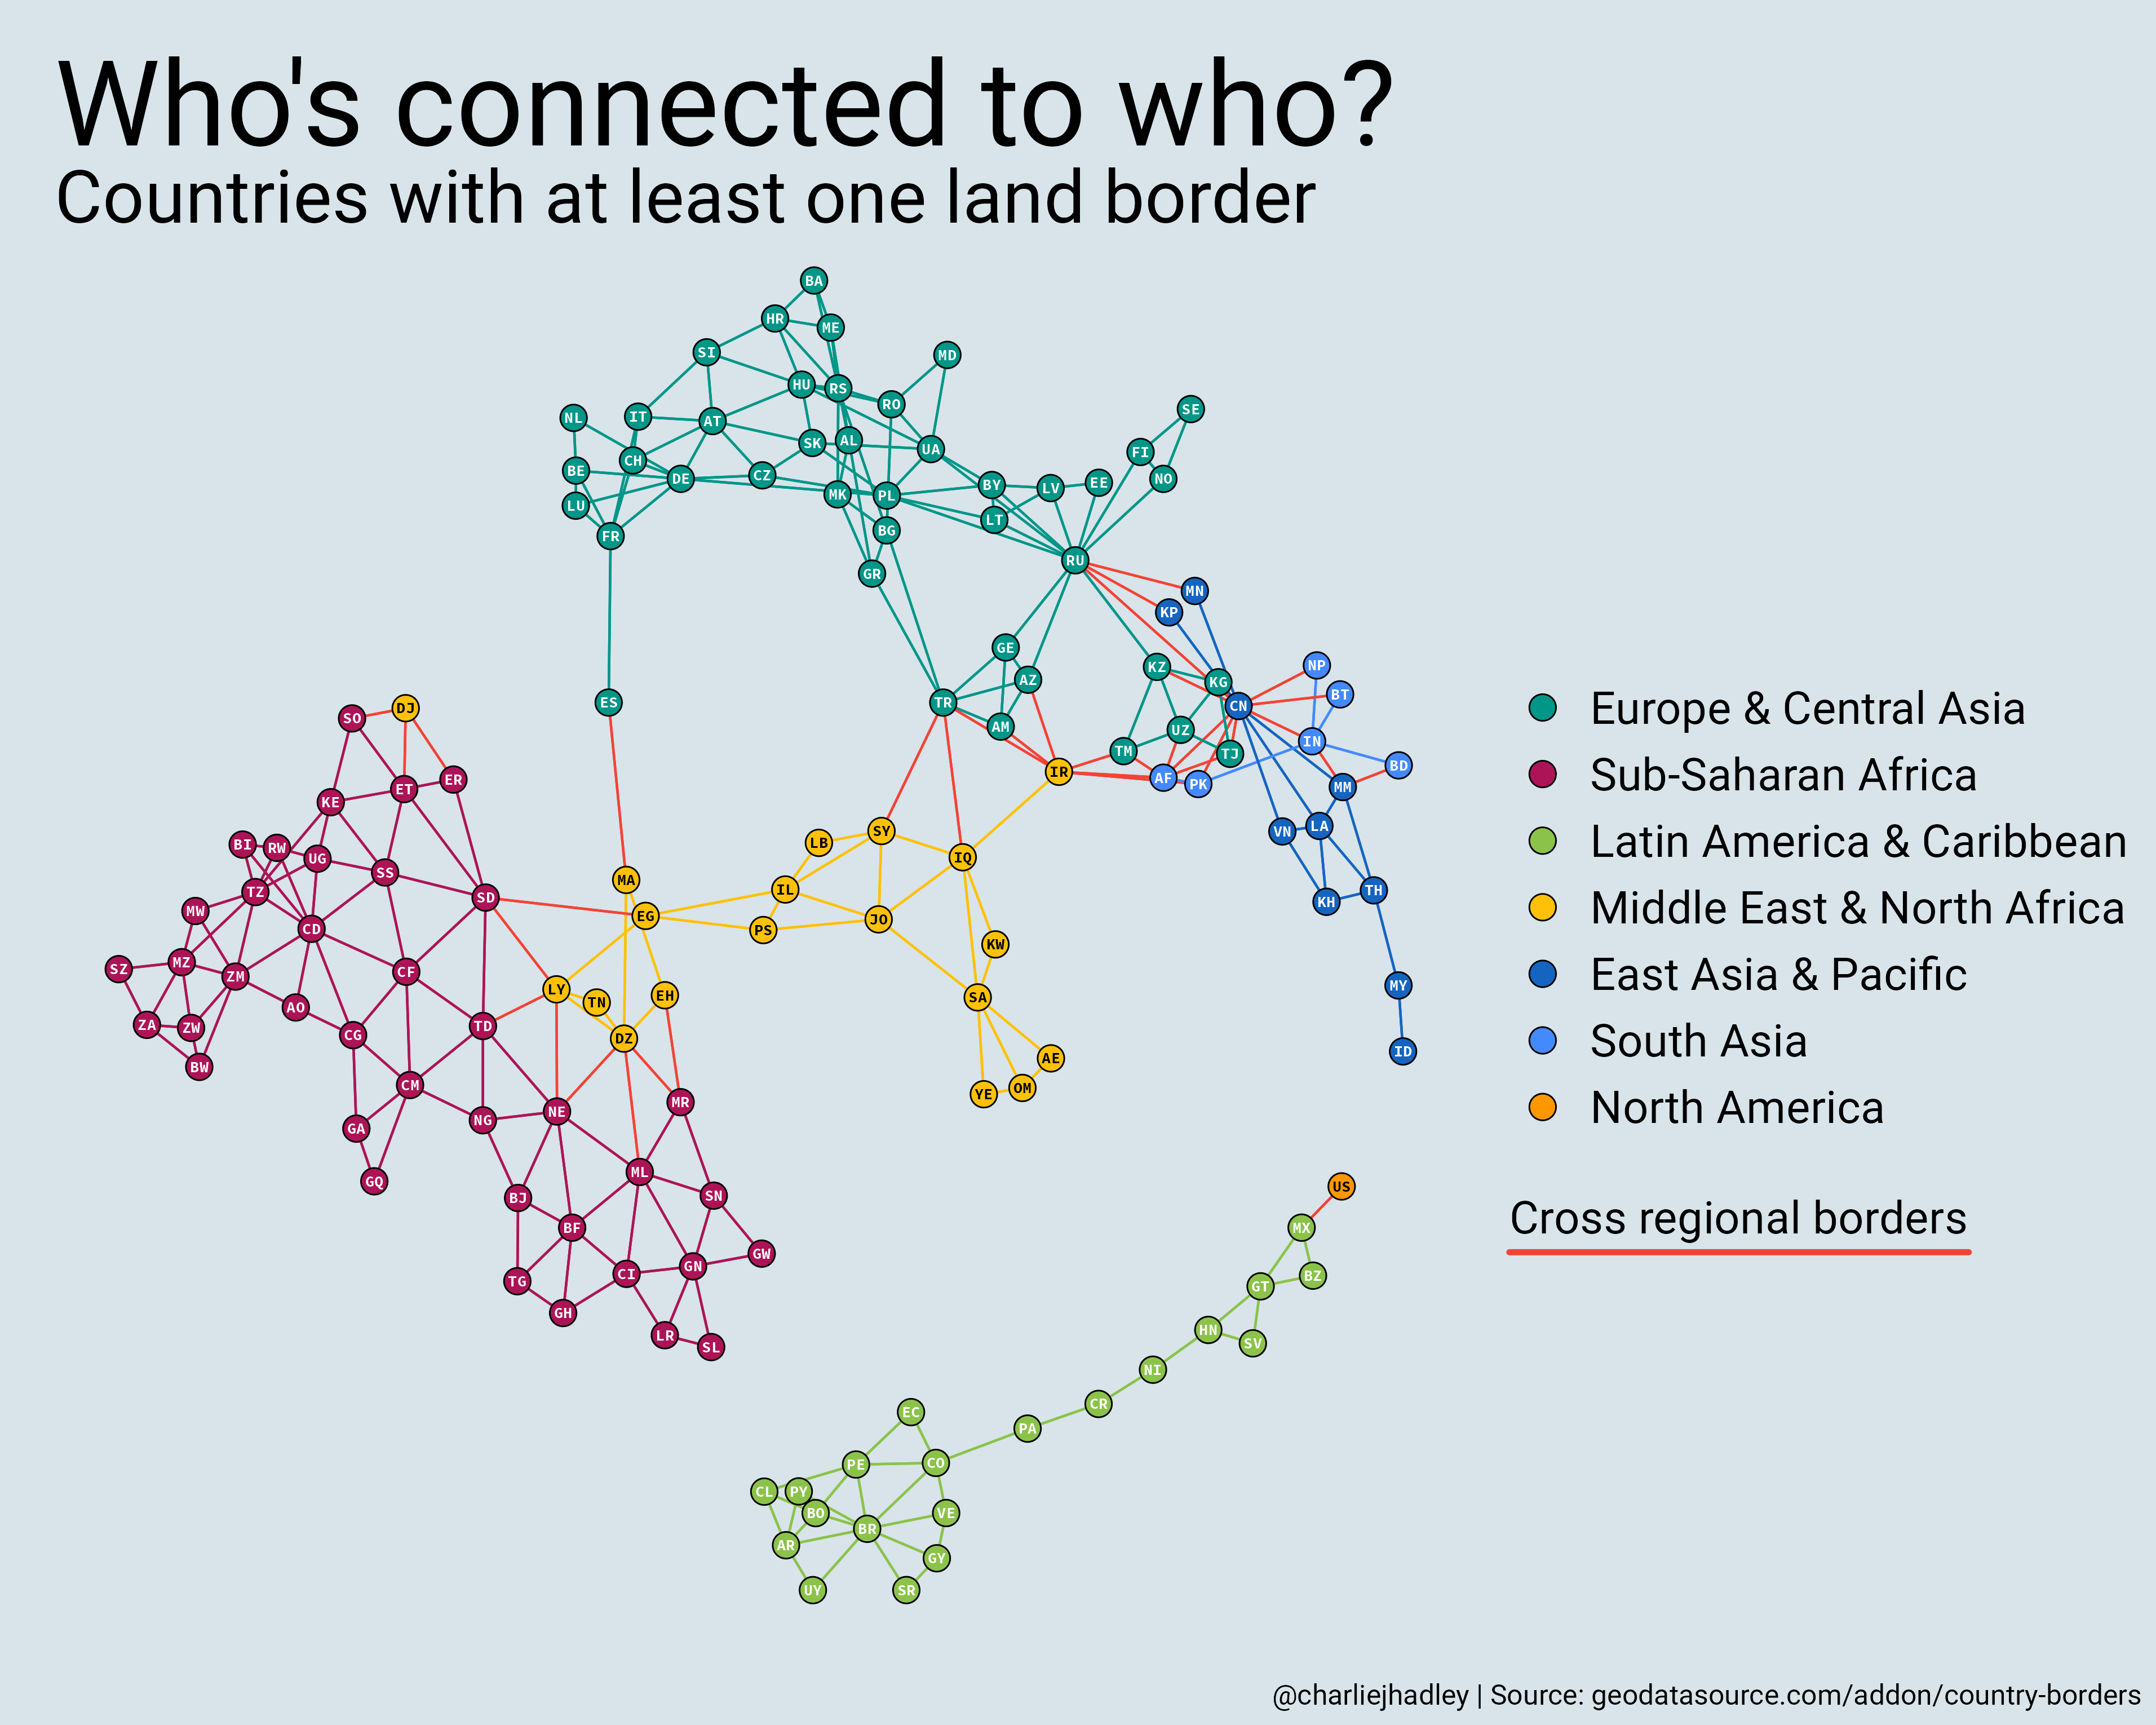 Who's connected to who?
Countries with at least one land border
BA
HR
ME
SI
MD
HU
RS
RO
NL
IT
AT
SE
SK
AL
UA
FI
CH
BE
DE
CZ
NO
MK
PL
BY
LV
EE
LU
LT
FR
BG
RU
GR
MN
KP
GE
KZ
NP
AZ
KG
BT
ES
TR
CN
SO
DJ
AM
UZ
IN
TM
TJ
BD
IR
AF
PK
ER
ET
MM
KE
BI
RW
UG
LB
SY
VN
LA
IQ
SS
MA
TZ
SD
IL
TH
KH
MW
EG
JO
CD
PS
KW
MZ
SZ
ZM
CF
LY
TN
EH
SA
MY
AO
ZA
ZW
CG
TD
DZ
ID
BW
AE
CM
YE
OM
MR
NE
GA
NG
GQ
ML
BJ
SN
US
BF
MX
GW
TG
CI
GN
GT
BZ
GH
LR
SL
HN
SV
NI
CR
EC
PA
PE
CO
CL
PY
BO
VE
BR
AR
GY
UY
SR
Europe & Central Asia
Sub-Saharan Africa
Latin America & Caribbean
Middle East & North Africa
East Asia & Pacific
South Asia
North America
Cross regional borders
@charliejhadley | Source: geodatasource.com/addon/country-borders